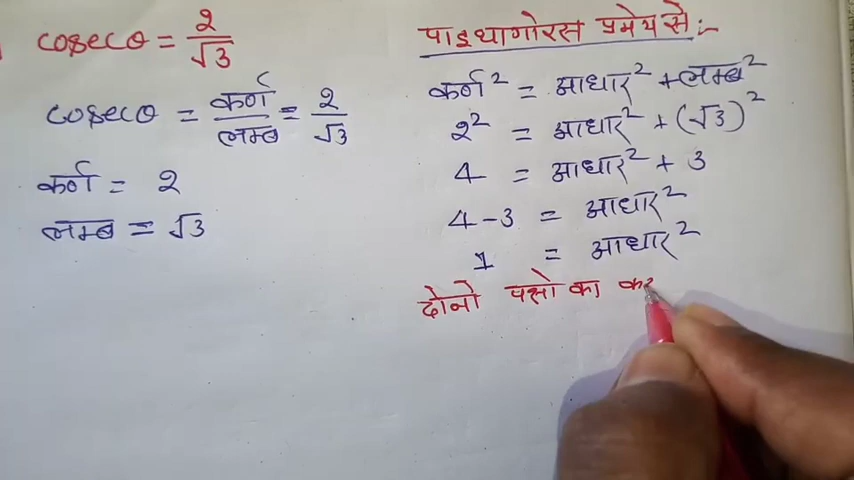 cosecθ = 2/√3
cosecθ = कर्ण/लम्ब = 2/√3
कर्ण = 2
लम्ब = √3
पाइथागोरस प्रमेय से :-
कर्ण² = आधार² + लम्ब²
2² = आधार² + (√3)²
4 = आधार² + 3
4 - 3 = आधार²
1 = आधार²
दोनो पक्षो का